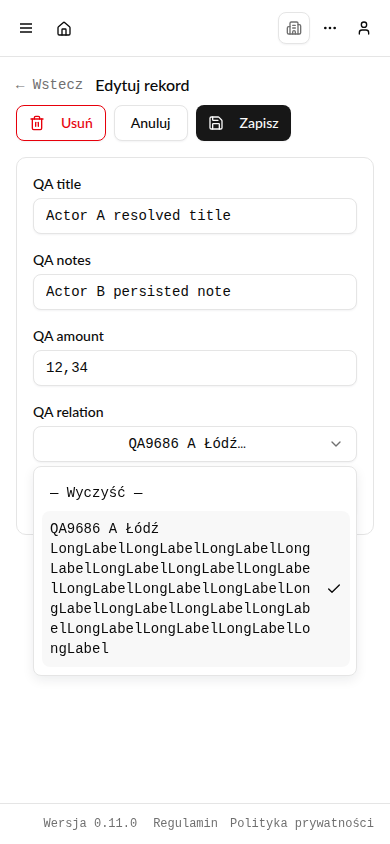 ← Wstecz Edytuj rekord
Usuń Anuluj Zapisz
QA title
Actor A resolved title
QA notes
Actor B persisted note
QA amount
12,34
QA relation
QA9686 A Łódź…
— Wyczyść —
QA9686 A Łódź
LongLabelLongLabelLongLabelLong
LabelLongLabelLongLabelLongLabe
lLongLabelLongLabelLongLabelLon
gLabelLongLabelLongLabelLongLab
elLongLabelLongLabelLongLabelLo
ngLabel
Wersja 0.11.0 Regulamin Polityka prywatności